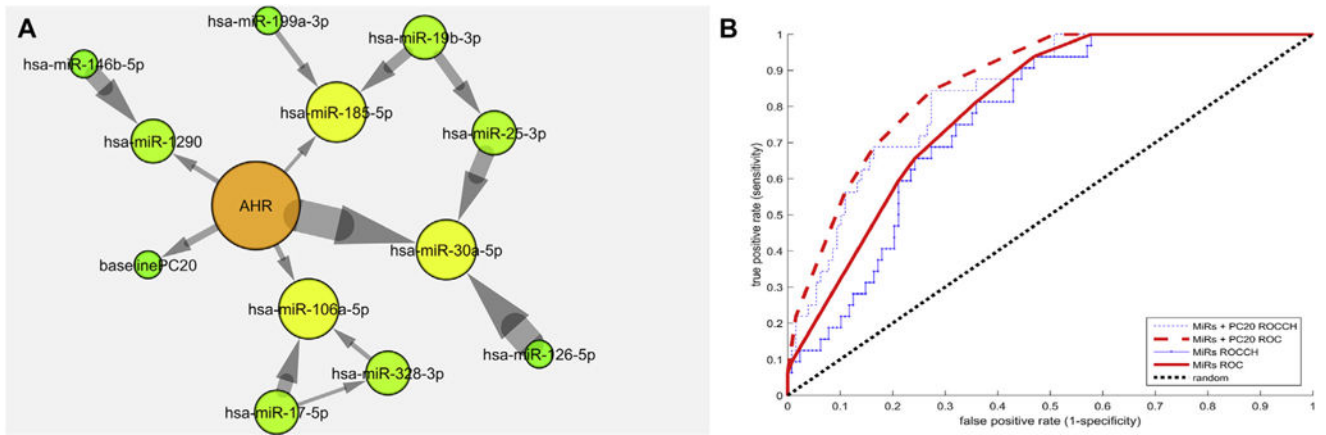 A
hsa-miR-199a-3p
hsa-miR-19b-3p
hsa-miR-146b-5p
hsa-miR-185-5p
hsa-miR-1290
hsa-miR-25-3p
AHR
hsa-miR-30a-5p
baselinePC20
hsa-miR-106a-5p
hsa-miR-126-5p
hsa-miR-328-3p
hsa-miR-17-5p
B
true positive rate (sensitivity)
1
0.9
0.8
0.7
0.6
0.5
0.4
0.3
0.2
0.1
0
0 0.1 0.2 0.3 0.4 0.5 0.6 0.7 0.8 0.9 1
false positive rate (1-specificity)
MiRs + PC20 ROCCH
MiRs + PC20 ROC
MiRs ROCCH
MiRs ROC
random